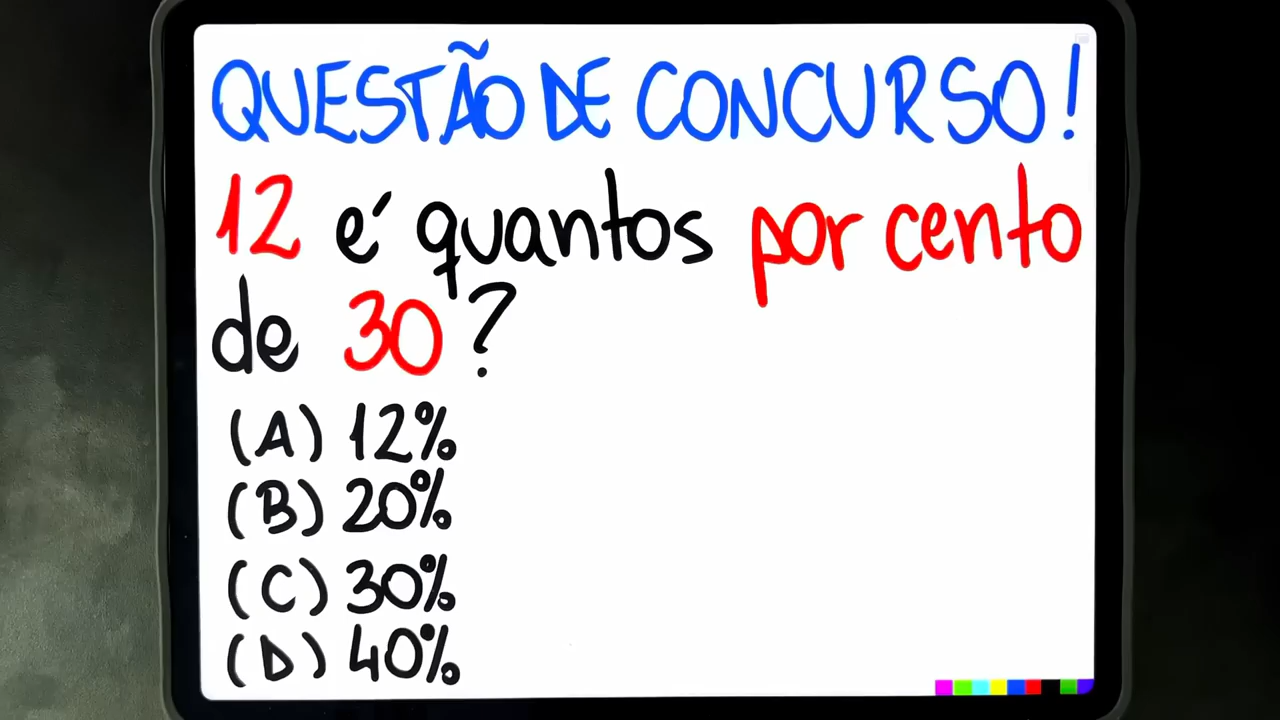 QUESTÃO DE CONCURSO!
12 é quantos por cento
de 30?
(A) 12%
(B) 20%
(C) 30%
(D) 40%